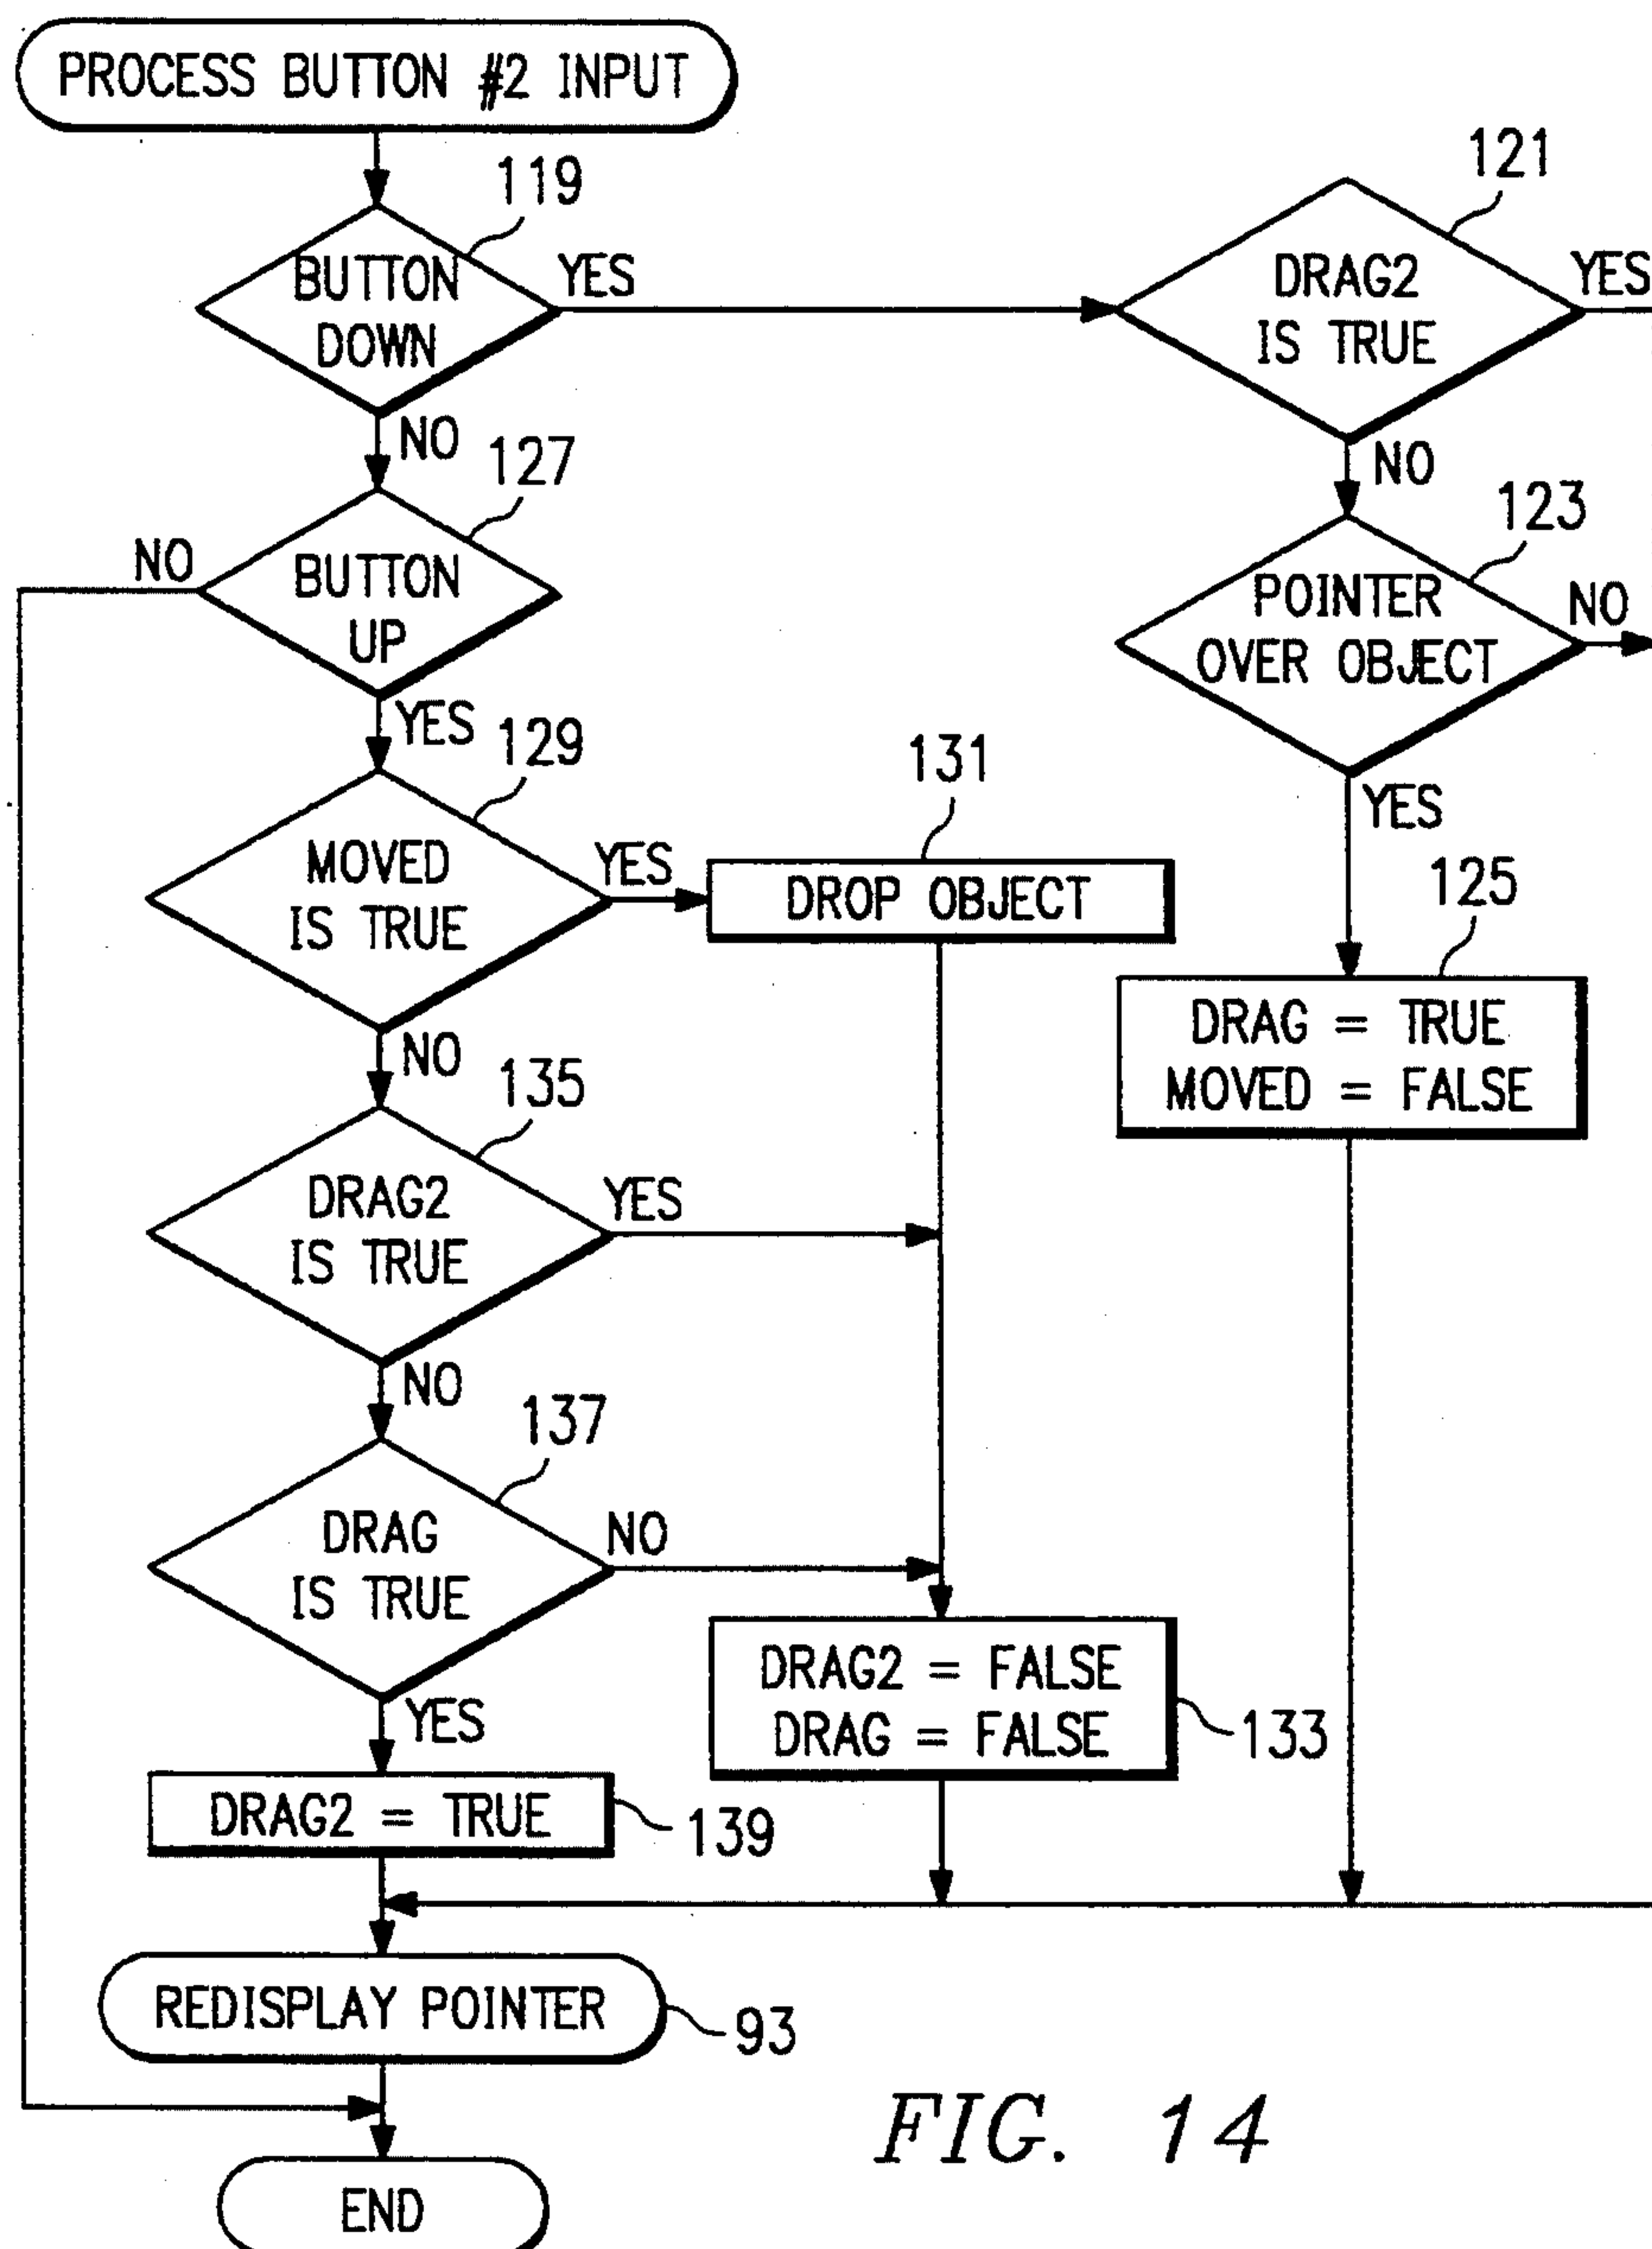 PROCESS BUTTON #2 INPUT
119
BUTTON
DOWN
YES
NO
121
DRAG2
IS TRUE
YES
NO
127
BUTTON
UP
NO
YES
123
POINTER
OVER OBJECT
NO
YES
129
MOVED
IS TRUE
YES
NO
131
DROP OBJECT
125
DRAG = TRUE
MOVED = FALSE
135
DRAG2
IS TRUE
YES
NO
137
DRAG
IS TRUE
NO
YES
DRAG2 = FALSE
DRAG = FALSE
133
DRAG2 = TRUE
139
REDISPLAY POINTER
93
END
FIG. 14